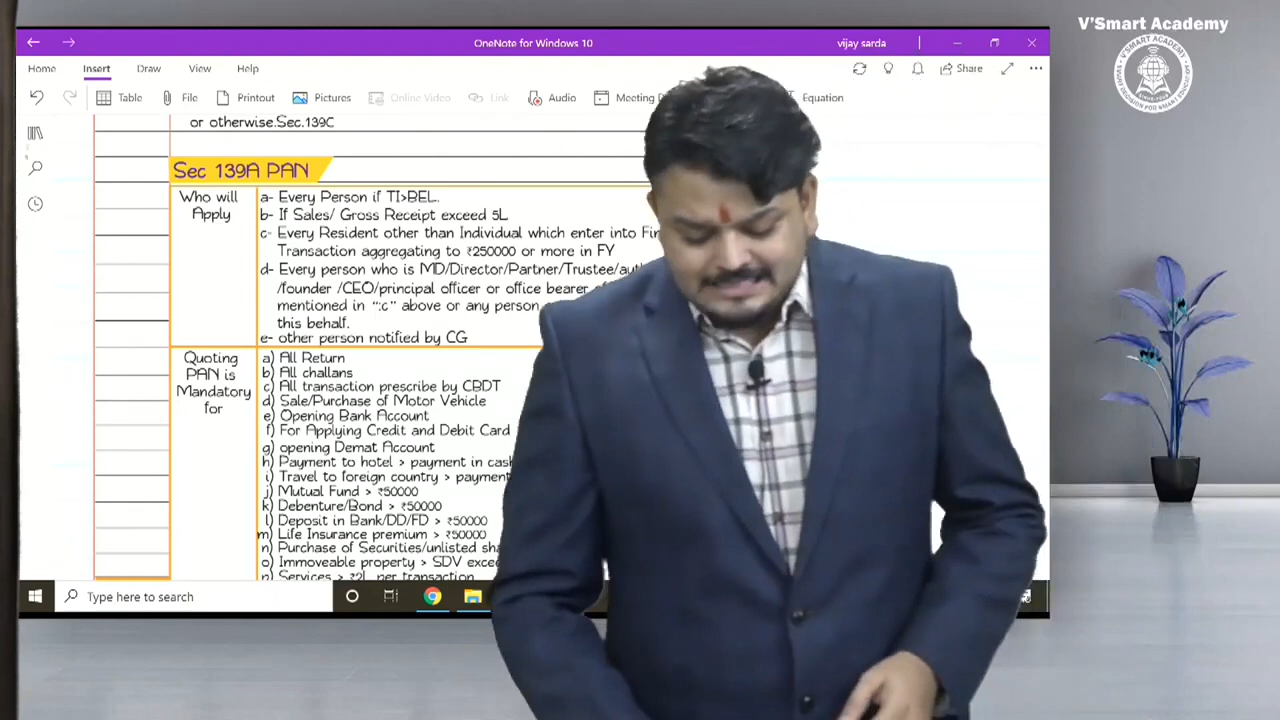 V'Smart Academy
OneNote for Windows 10
vijay sarda
Home
Insert
Draw
View
Help
Share
Table
File
Printout
Pictures
Online Video
Link
Audio
Meeting
Equation
or otherwise.Sec.139C
Sec 139A PAN
Who will
Apply
a- Every Person if TI>BEL.
b- If Sales/ Gross Receipt exceed 5L
c- Every Resident other than Individual which enter into
Transaction aggregating to ₹250000 or more in FY
d- Every person who is MD/Director/Partner/Trustee/
/founder /CEO/principal officer or office bearer
mentioned in ":c" above or any person
this behalf.
e- other person notified by CG
Quoting
PAN is
Mandatory
for
a) All Return
b) All challans
c) All transaction prescribe by CBDT
d) Sale/Purchase of Motor Vehicle
e) Opening Bank Account
f) For Applying Credit and Debit Card
g) opening Demat Account
h) Payment to hotel > payment in
i) Travel to foreign country > payment
j) Mutual Fund > ₹50000
k) Debenture/Bond > ₹50000
l) Deposit in Bank/DD/FD > ₹50000
m) Life Insurance premium > ₹50000
n) Purchase of Securities/unlisted
o) Immoveable property > SDV
p) Services > ₹2L per transaction
Type here to search